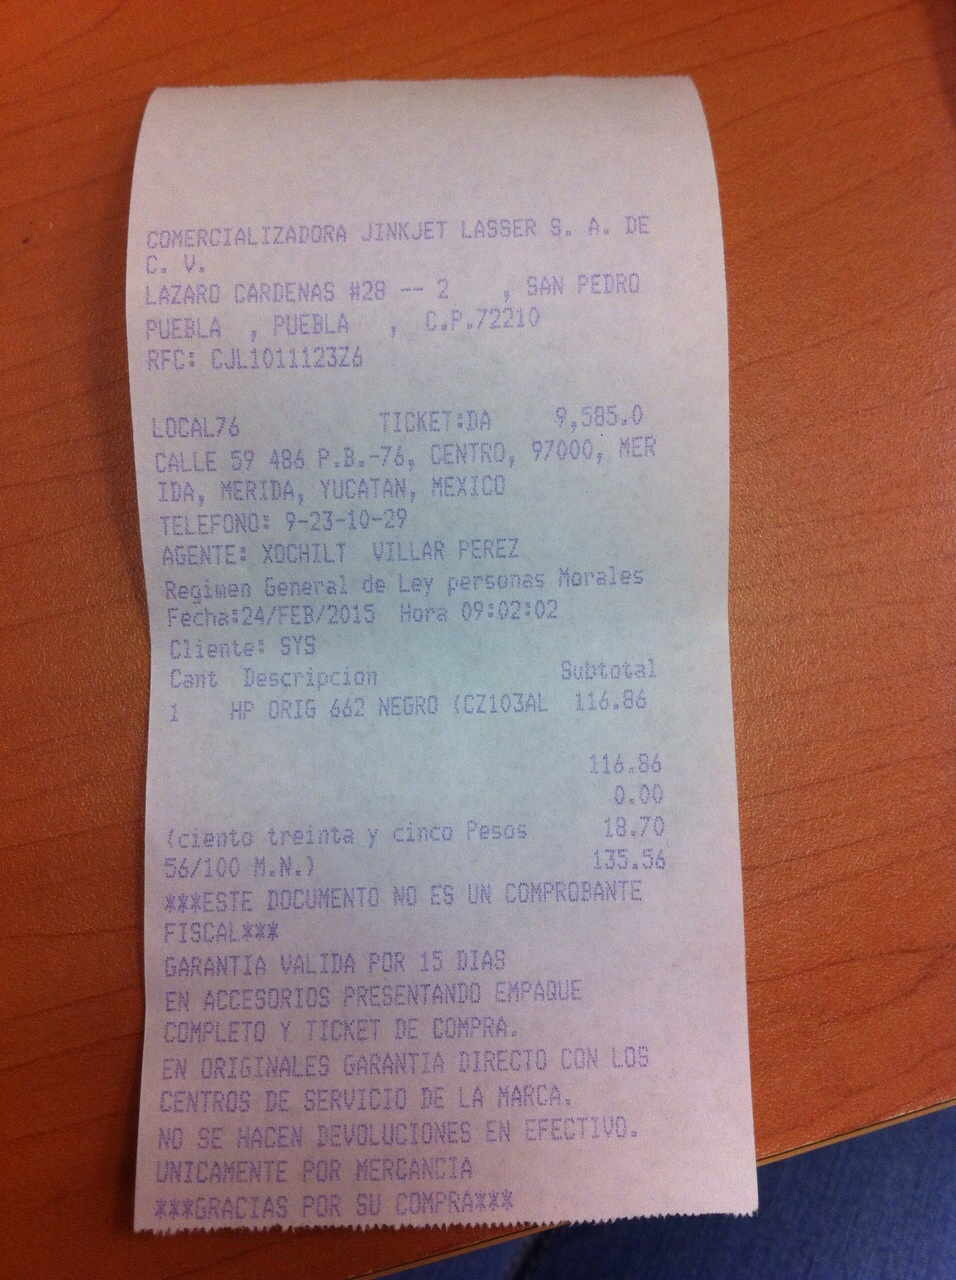 COMERCIALIZADORA JINKJET LASSER S. A. DE
C. V.
LAZARO CARDENAS #28 -- 2 , SAN PEDRO
PUEBLA , PUEBLA , C.P.72210
RFC: CJL1011123Z6
LOCAL76 TICKET:DA 9,585.0
CALLE 59 486 P.B.-76, CENTRO, 97000, MER
IDA, MERIDA, YUCATAN, MEXICO
TELEFONO: 9-23-10-29
AGENTE: XOCHILT VILLAR PEREZ
Regimen General de Ley personas Morales
Fecha:24/FEB/2015 Hora 09:02:02
Cliente: SYS
Cant Descripcion Subtotal
1 HP ORIG 662 NEGRO (CZ103AL 116.86
116.86
0.00
(ciento treinta y cinco Pesos 18.70
56/100 M.N.) 135.56
***ESTE DOCUMENTO NO ES UN COMPROBANTE
FISCAL***
GARANTIA VALIDA POR 15 DIAS
EN ACCESORIOS PRESENTANDO EMPAQUE
COMPLETO Y TICKET DE COMPRA.
EN ORIGINALES GARANTIA DIRECTO CON LOS
CENTROS DE SERVICIO DE LA MARCA.
NO SE HACEN DEVOLUCIONES EN EFECTIVO.
UNICAMENTE POR MERCANCIA
***GRACIAS POR SU COMPRA***